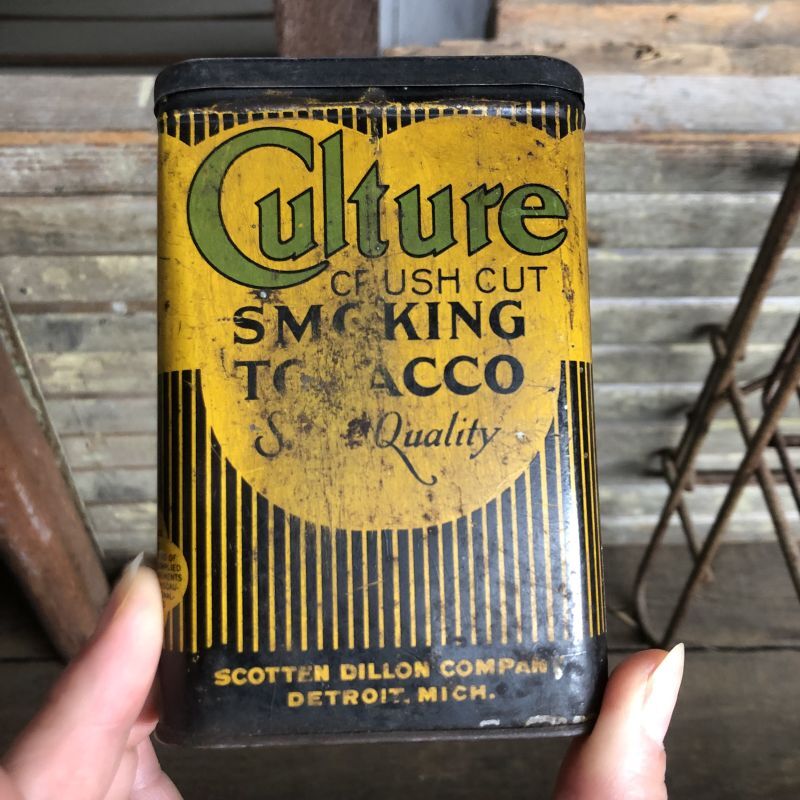 Culture
CRUSH CUT
SMOKING
TOBACCO
Quality
SCOTTEN DILLON COMPANY
DETROIT, MICH.